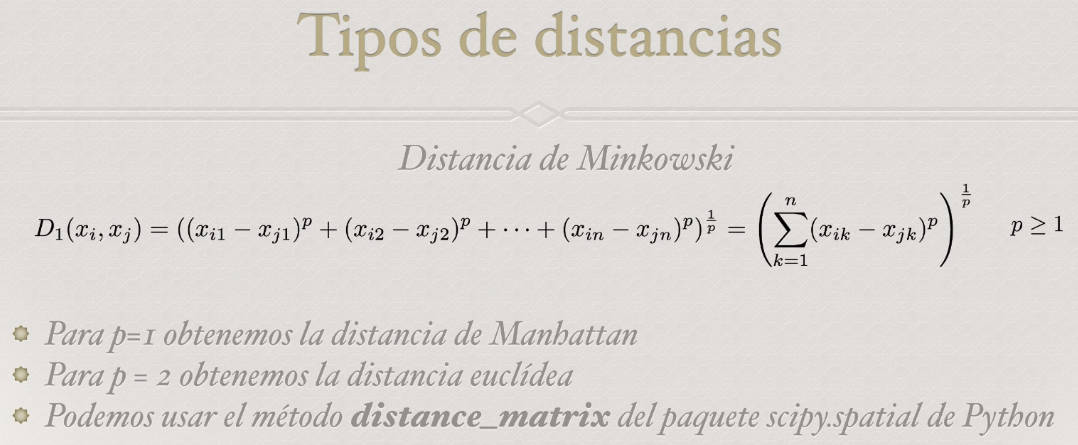 Tipos de distancias
Distancia de Minkowski
$D_1(x_i, x_j) = ((x_{i1} - x_{j1})^p + (x_{i2} - x_{j2})^p + \cdots + (x_{in} - x_{jn})^p)^{\frac{1}{p}} = \left(\sum_{k=1}^{n}(x_{ik} - x_{jk})^p\right)^{\frac{1}{p}} \quad p \geq 1$
Para p=1 obtenemos la distancia de Manhattan
Para p = 2 obtenemos la distancia euclídea
Podemos usar el método distance_matrix del paquete scipy.spatial de Python